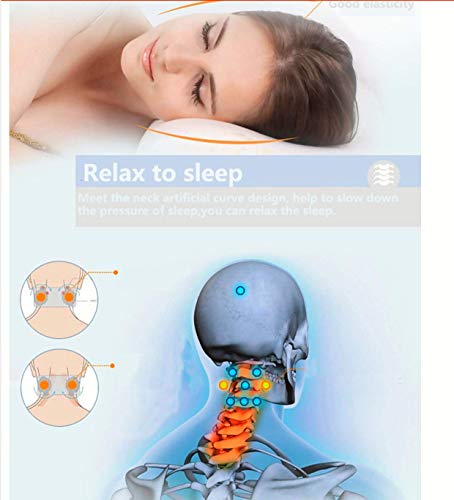 Good elasticity
Relax to sleep
Meet the neck artificial curve design, help to slow down
the pressure of sleep,you can relax the sleep.